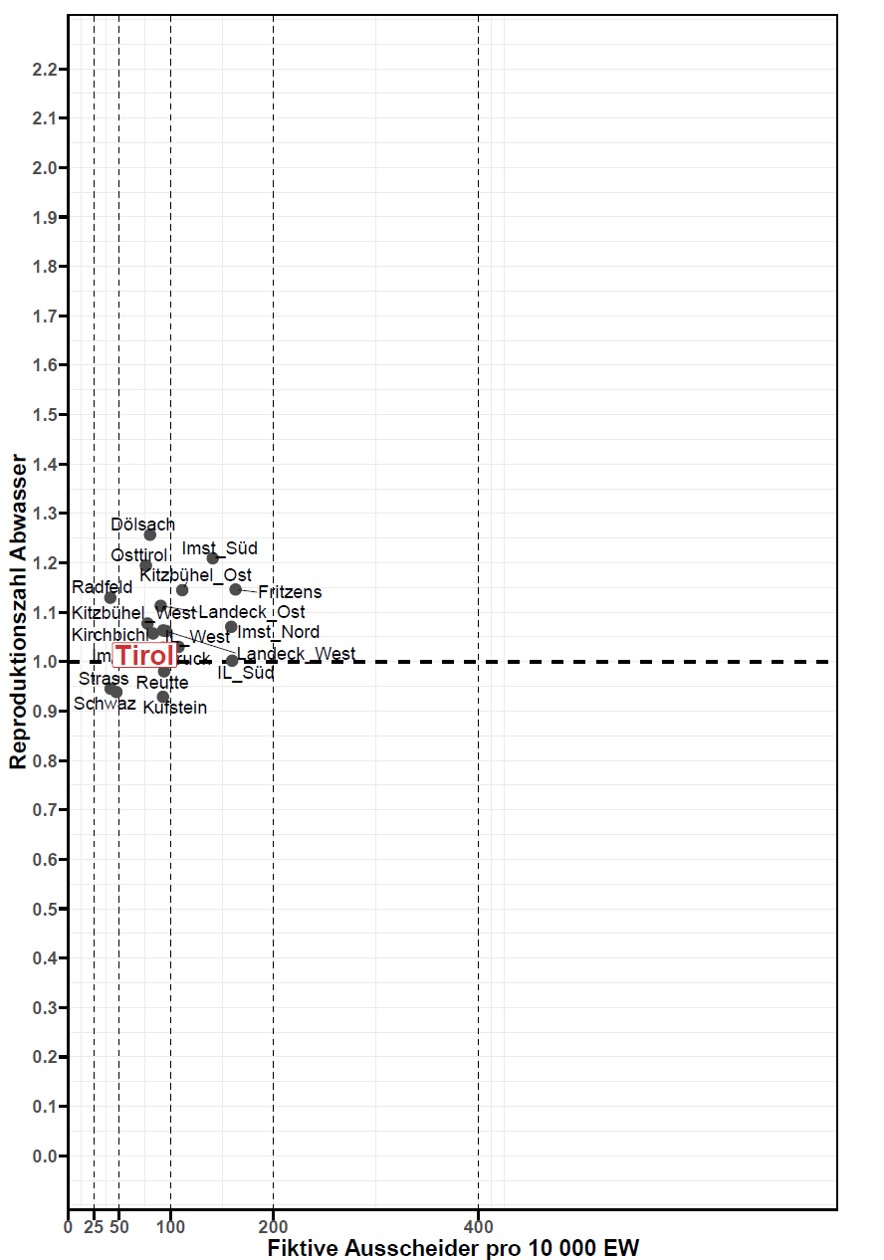 Reproduktionszahl Abwasser
2.2
2.1
2.0
1.9
1.8
1.7
1.6
1.5
1.4
1.3
1.2
1.1
1.0
0.9
0.8
0.7
0.6
0.5
0.4
0.3
0.2
0.1
0.0
Dölsach
Osttirol
Imst_Süd
Kitzbühel_Ost
Radfeld
Fritzens
Kitzbühel_West
Landeck_Ost
Kirchbichl
IL_West
Imst_Nord
Tirol
Landeck_West
Strass
Reutte
IL_Süd
Schwaz
Kufstein
0 25 50 100 200 400
Fiktive Ausscheider pro 10 000 EW